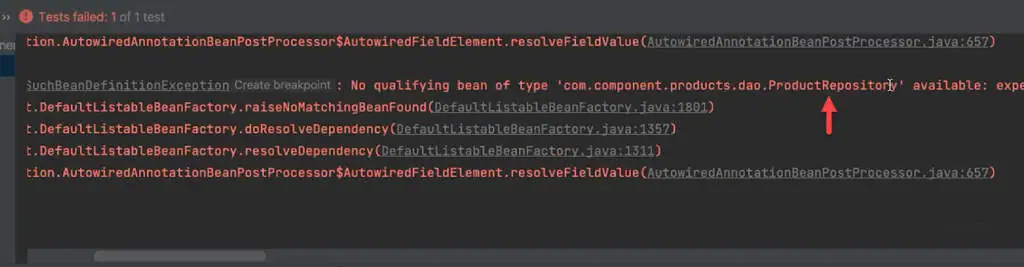 Tests failed: 1 of 1 test
tion.AutowiredAnnotationBeanPostProcessor$AutowiredFieldElement.resolveFieldValue(AutowiredAnnotationBeanPostProcessor.java:657)
SuchBeanDefinitionException Create breakpoint : No qualifying bean of type 'com.component.products.dao.ProductRepository' available: expe
t.DefaultListableBeanFactory.raiseNoMatchingBeanFound(DefaultListableBeanFactory.java:1801)
t.DefaultListableBeanFactory.doResolveDependency(DefaultListableBeanFactory.java:1357)
t.DefaultListableBeanFactory.resolveDependency(DefaultListableBeanFactory.java:1311)
tion.AutowiredAnnotationBeanPostProcessor$AutowiredFieldElement.resolveFieldValue(AutowiredAnnotationBeanPostProcessor.java:657)